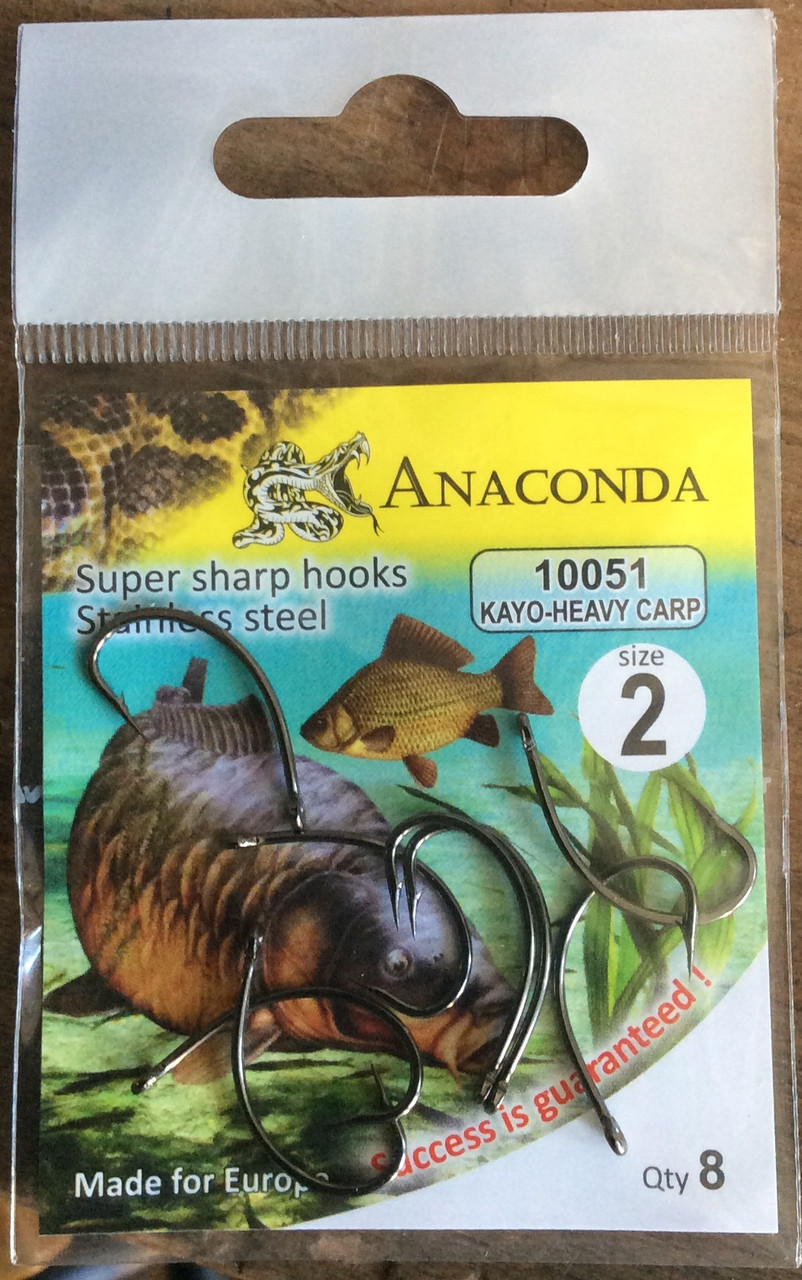 ANACONDA
Super sharp hooks
Stainless steel
10051
KAYO-HEAVY CARP
size
2
Success is guaranteed !
Made for Europe
Qty 8